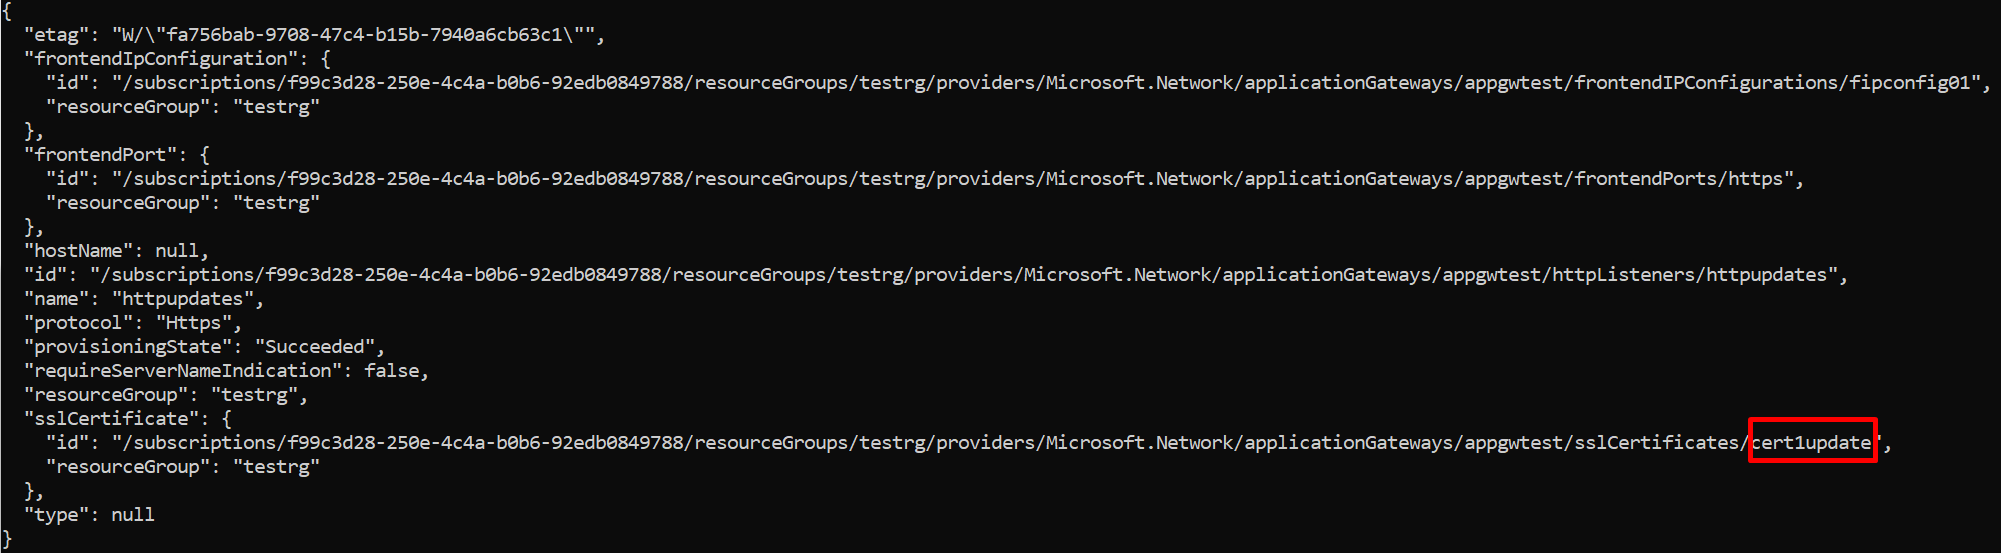 {
  "etag": "W/\"fa756bab-9708-47c4-b15b-7940a6cb63c1\"",
  "frontendIpConfiguration": {
    "id": "/subscriptions/f99c3d28-250e-4c4a-b0b6-92edb0849788/resourceGroups/testrg/providers/Microsoft.Network/applicationGateways/appgwtest/frontendIPConfigurations/fipconfig01",
    "resourceGroup": "testrg"
  },
  "frontendPort": {
    "id": "/subscriptions/f99c3d28-250e-4c4a-b0b6-92edb0849788/resourceGroups/testrg/providers/Microsoft.Network/applicationGateways/appgwtest/frontendPorts/https",
    "resourceGroup": "testrg"
  },
  "hostName": null,
  "id": "/subscriptions/f99c3d28-250e-4c4a-b0b6-92edb0849788/resourceGroups/testrg/providers/Microsoft.Network/applicationGateways/appgwtest/httpListeners/httpupdates",
  "name": "httpupdates",
  "protocol": "Https",
  "provisioningState": "Succeeded",
  "requireServerNameIndication": false,
  "resourceGroup": "testrg",
  "sslCertificate": {
    "id": "/subscriptions/f99c3d28-250e-4c4a-b0b6-92edb0849788/resourceGroups/testrg/providers/Microsoft.Network/applicationGateways/appgwtest/sslCertificates/cert1update",
    "resourceGroup": "testrg"
  },
  "type": null
}